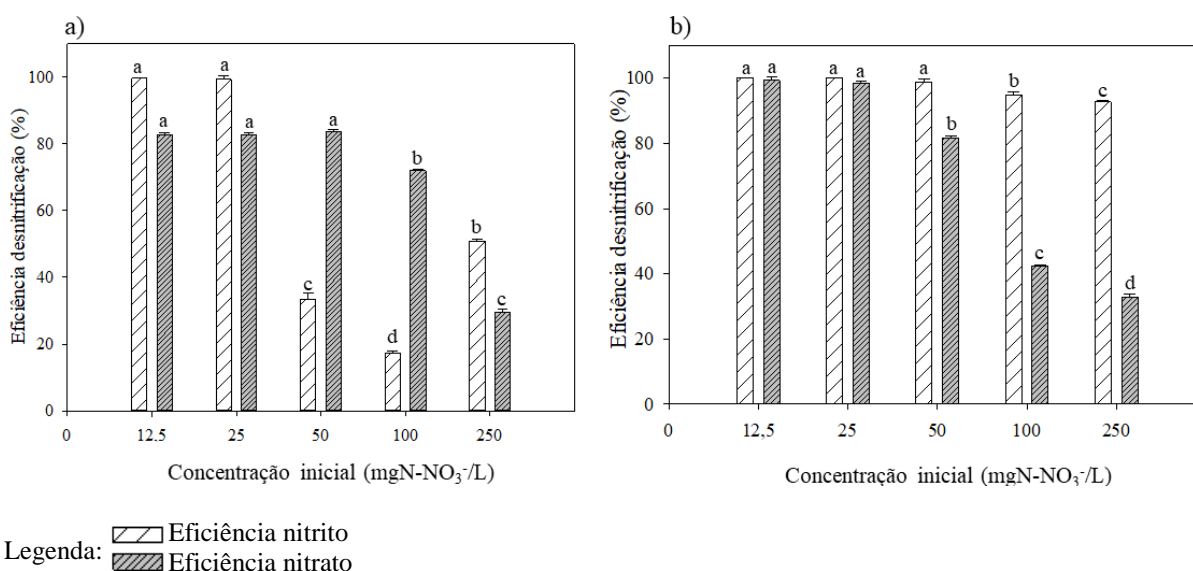 a)
Eficiência desnitrificação (%)
100
80
60
40
20
0
a a
a a a
b
b
c
d
c
0 12,5 25 50 100 250
Concentração inicial (mgN-NO₃⁻/L)
b)
Eficiência desnitrificação (%)
100
80
60
40
20
0
a a a a a
b
b
c
c
d
0 12,5 25 50 100 250
Concentração inicial (mgN-NO₃⁻/L)
Legenda:
Eficiência nitrito
Eficiência nitrato